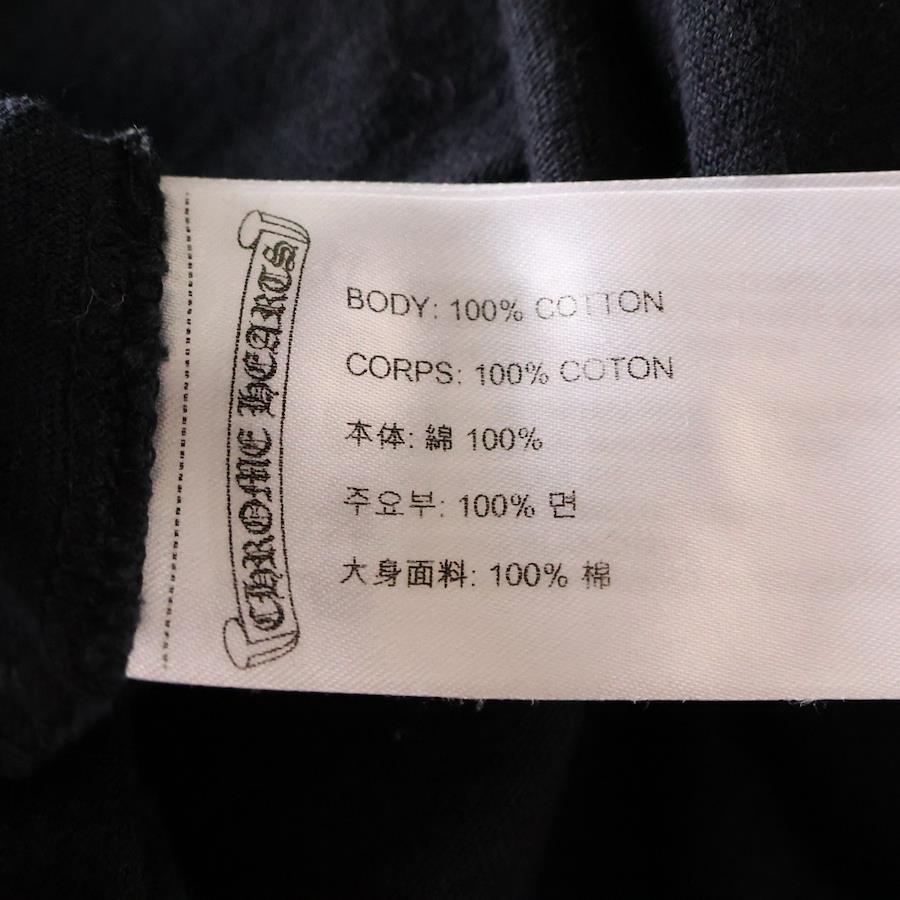 CHROME HEARTS
BODY: 100% COTTON
CORPS: 100% COTON
本体: 綿 100%
주요부: 100% 면
大身面料: 100% 棉